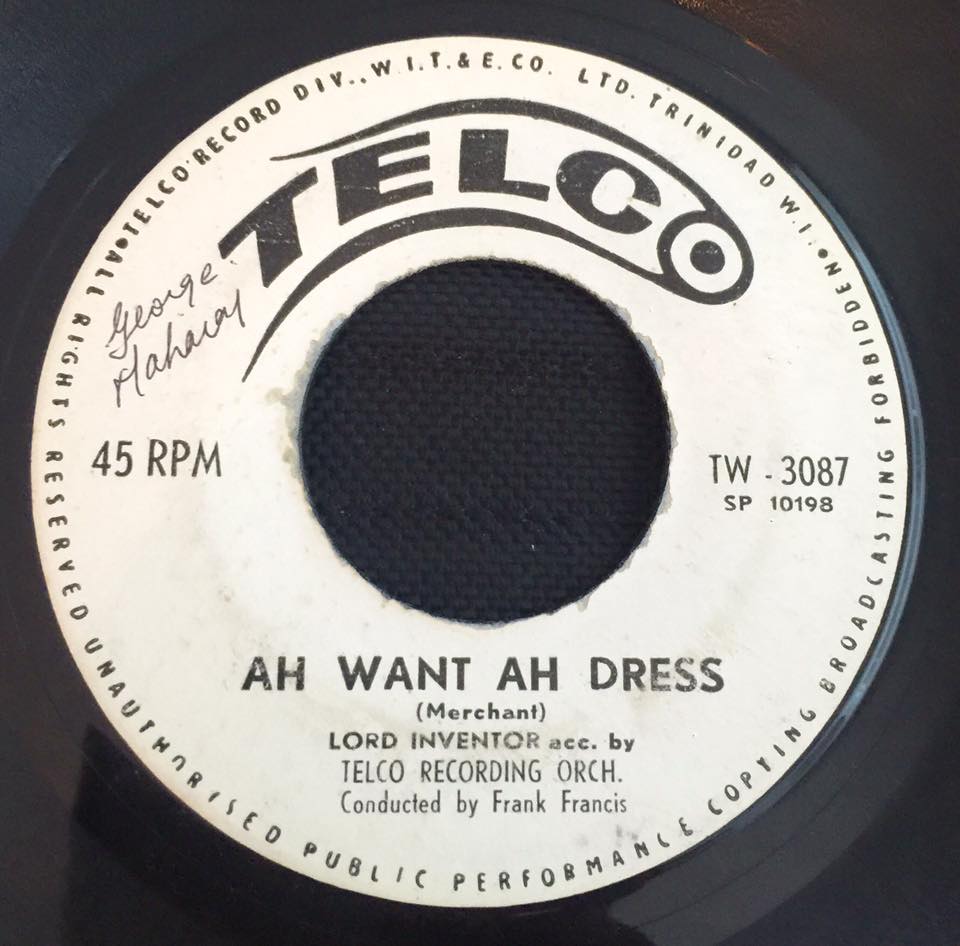 ALL RIGHTS RESERVED UNAUTHORISED PUBLIC PERFORMANCE COPYING BROADCASTING FORBIDDEN • TELCO RECORD DIV., W.I.T. & E. CO. LTD. TRINIDAD W.I.
TELCO
George
Maharaj
45 RPM
TW - 3087
SP 10198
AH WANT AH DRESS
(Merchant)
LORD INVENTOR acc. by
TELCO RECORDING ORCH.
Conducted by Frank Francis